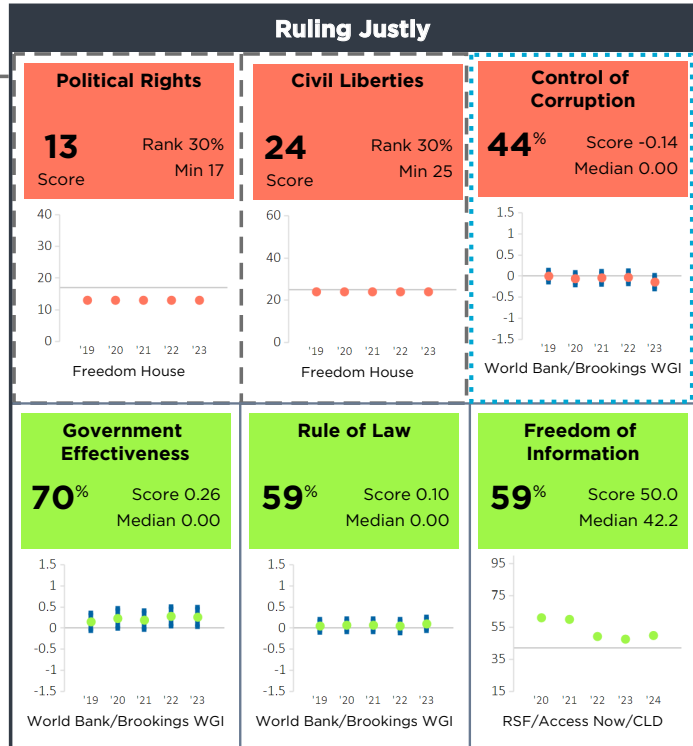 Ruling Justly
Political Rights
13
Score
Rank 30%
Min 17
40
30
20
10
0
'19 '20 '21 '22 '23
Freedom House
Civil Liberties
24
Score
Rank 30%
Min 25
60
40
20
0
'19 '20 '21 '22 '23
Freedom House
Control of
Corruption
44%
Score -0.14
Median 0.00
1.5
1
0.5
0
-0.5
-1
-1.5
'19 '20 '21 '22 '23
World Bank/Brookings WGI
Government
Effectiveness
70%
Score 0.26
Median 0.00
1.5
1
0.5
0
-0.5
-1
-1.5
'19 '20 '21 '22 '23
World Bank/Brookings WGI
Rule of Law
59%
Score 0.10
Median 0.00
1.5
1
0.5
0
-0.5
-1
-1.5
'19 '20 '21 '22 '23
World Bank/Brookings WGI
Freedom of
Information
59%
Score 50.0
Median 42.2
95
75
55
35
15
'20 '21 '22 '23 '24
RSF/Access Now/CLD